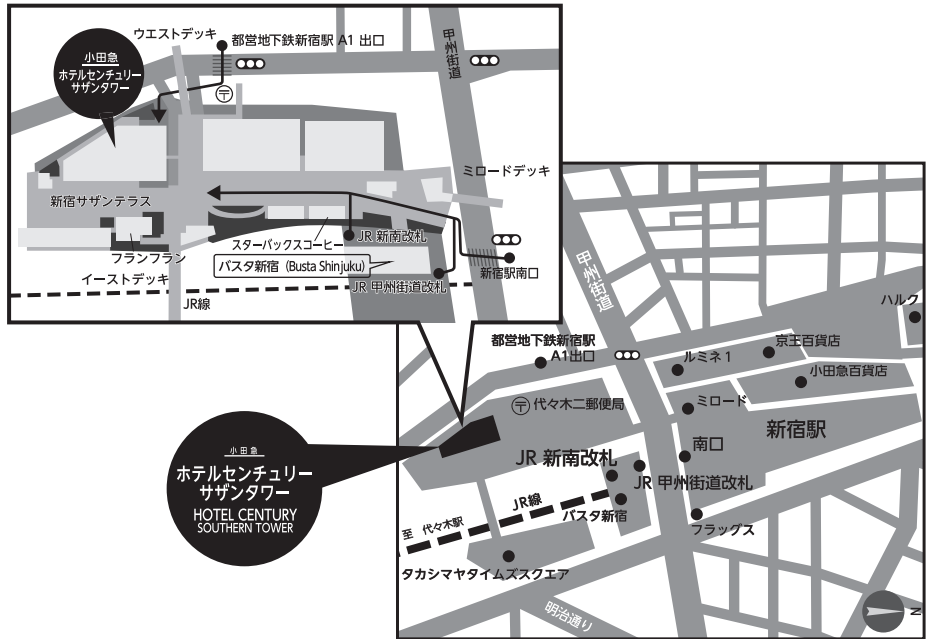 ウエストデッキ
都営地下鉄新宿駅 A1 出口
甲州街道
小田急
ホテルセンチュリー
サザンタワー
〒
ミロードデッキ
新宿サザンテラス
スターバックスコーヒー
JR 新南改札
フランフラン
バスタ新宿（Busta Shinjuku）
新宿駅南口
イーストデッキ
JR 甲州街道改札
JR線
甲州街道
ハルク
都営地下鉄新宿駅
A1出口
ルミネ 1
京王百貨店
小田急百貨店
〒 代々木二郵便局
ミロード
新宿駅
南口
JR 新南改札
JR 甲州街道改札
小田急
ホテルセンチュリー
サザンタワー
HOTEL CENTURY
SOUTHERN TOWER
JR線
バスタ新宿
フラッグス
至 代々木駅
タカシマヤタイムズスクエア
明治通り
N